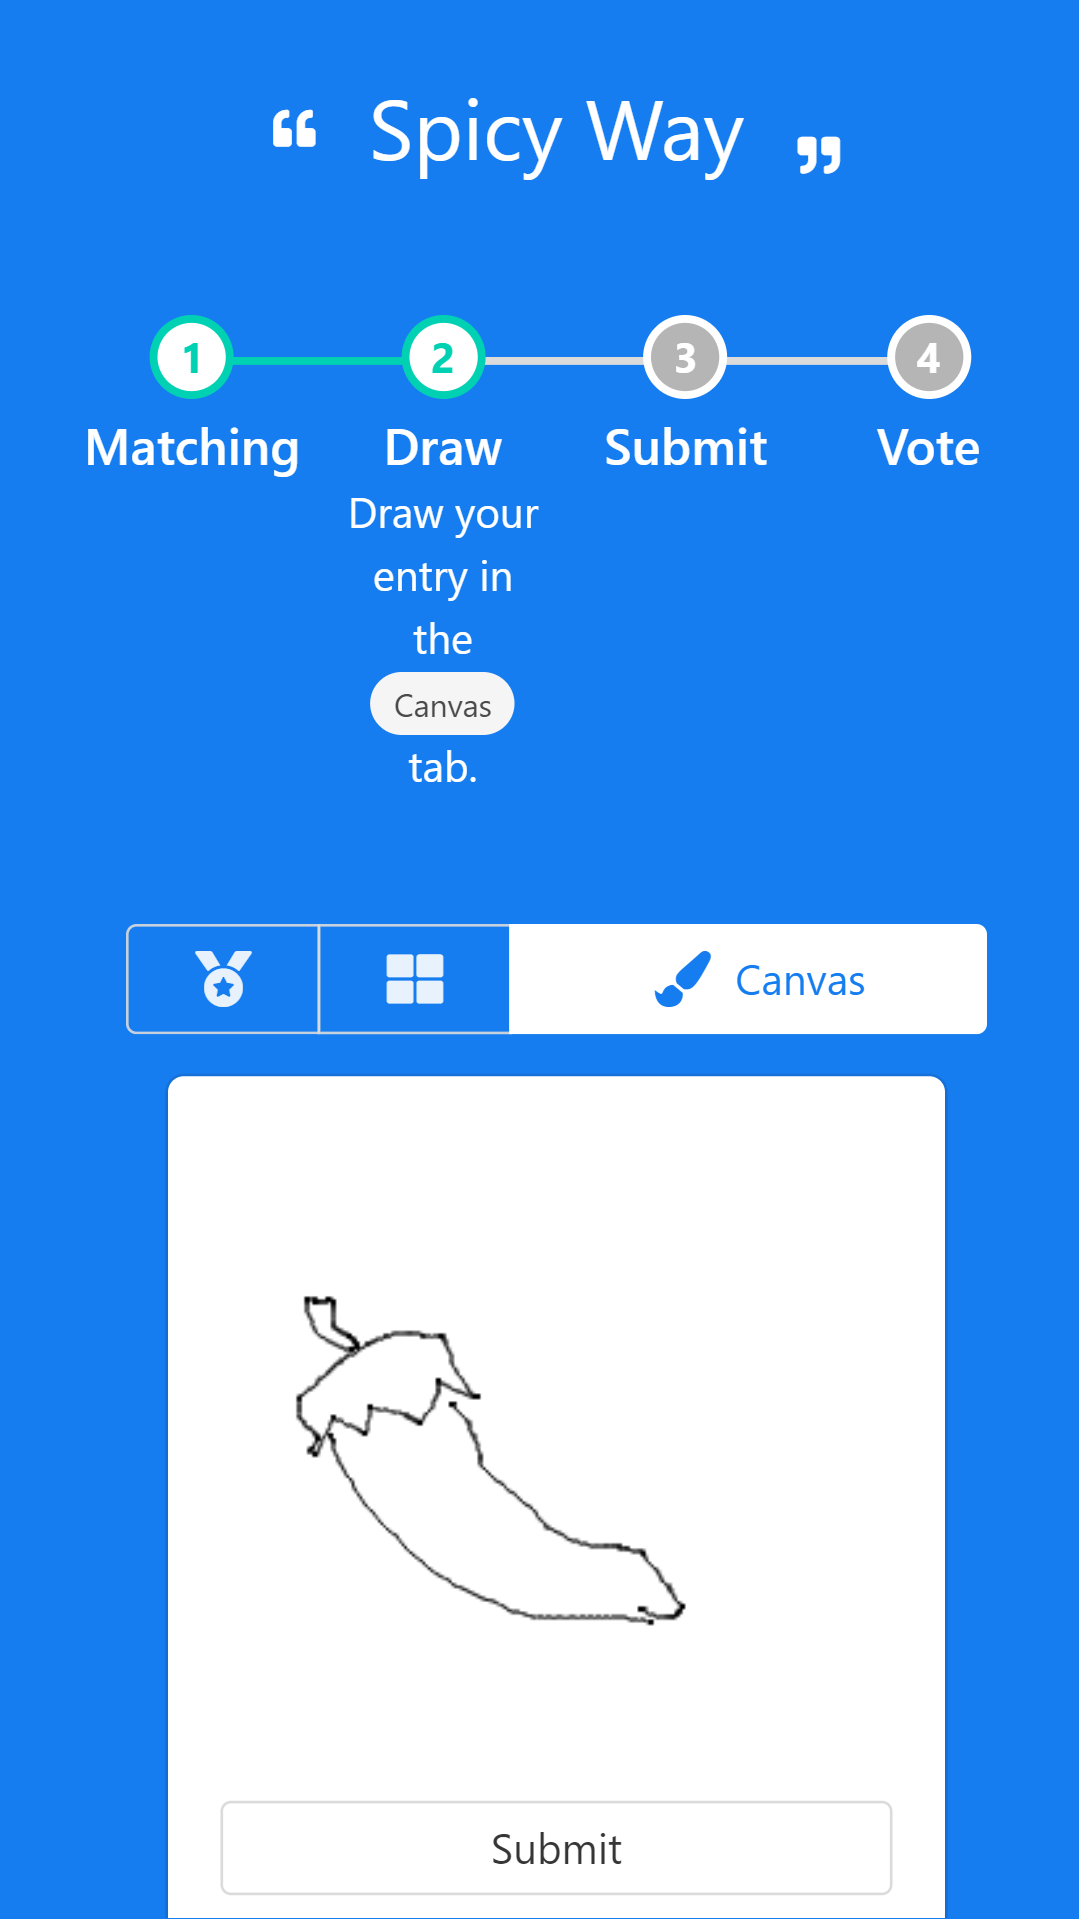 “ Spicy Way ”
1 2 3 4
Matching Draw Submit Vote
Draw your
entry in
the
Canvas
tab.
Canvas
Submit